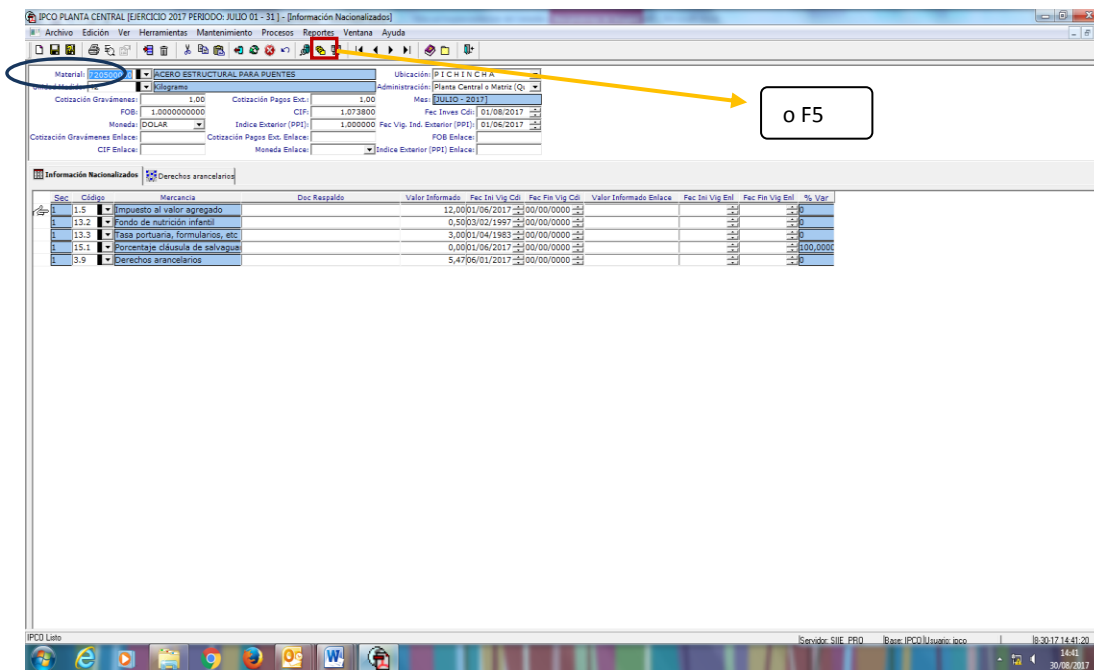 IPCO PLANTA CENTRAL [EJERCICIO 2017 PERIODO: JULIO 01 - 31 ] - [Información Nacionalizados]
Archivo Edición Ver Herramientas Mantenimiento Procesos Reportes Ventana Ayuda
o F5
Material: ACERO ESTRUCTURAL PARA PUENTES Ubicación: PICHINCHA
Kilogramo Administración: Planta Central o Matriz (Qu
Cotización Gravámenes: 1,00 Cotización Pagos Ext.: 1,00 Mes: [JULIO - 2017]
FOB: 1.0000000000 CIF: 1.073800 Fec Inves Cdi: 01/08/2017
Moneda: DOLAR Indice Exterior (PPI): 1.000000 Fec Vig. Ind. Exterior (PPI): 01/06/2017
Cotización Gravámenes Enlace: Cotización Pagos Ext. Enlace: FOB Enlace:
CIF Enlace: Moneda Enlace: Indice Exterior (PPI) Enlace:
Información Nacionalizados Derechos arancelarios
Sec Código Mercancia Doc Respaldo Valor Informado Fec Ini Vig Cdi Fec Fin Vig Cdi Valor Informado Enlace Fec Ini Vig Enl Fec Fin Vig Enl % Var
1 1.5 Impuesto al valor agregado 12,00 01/06/2017 00/00/0000 0
1 13.2 Fondo de nutrición infantil 0,50 03/02/1997 00/00/0000 0
1 13.3 Tasa portuaria, formularios, etc 3,00 01/04/1983 00/00/0000 0
1 15.1 Porcentaje cláusula de salvaguar 0,00 01/06/2017 00/00/0000 100,0000
1 3.9 Derechos arancelarios 5,47 06/01/2017 00/00/0000 0
IPCO Listo Servidor: SIIE_PRO Base: IPCO Usuario: ipco 8-30-17 14:41:20
14:41
30/08/2017